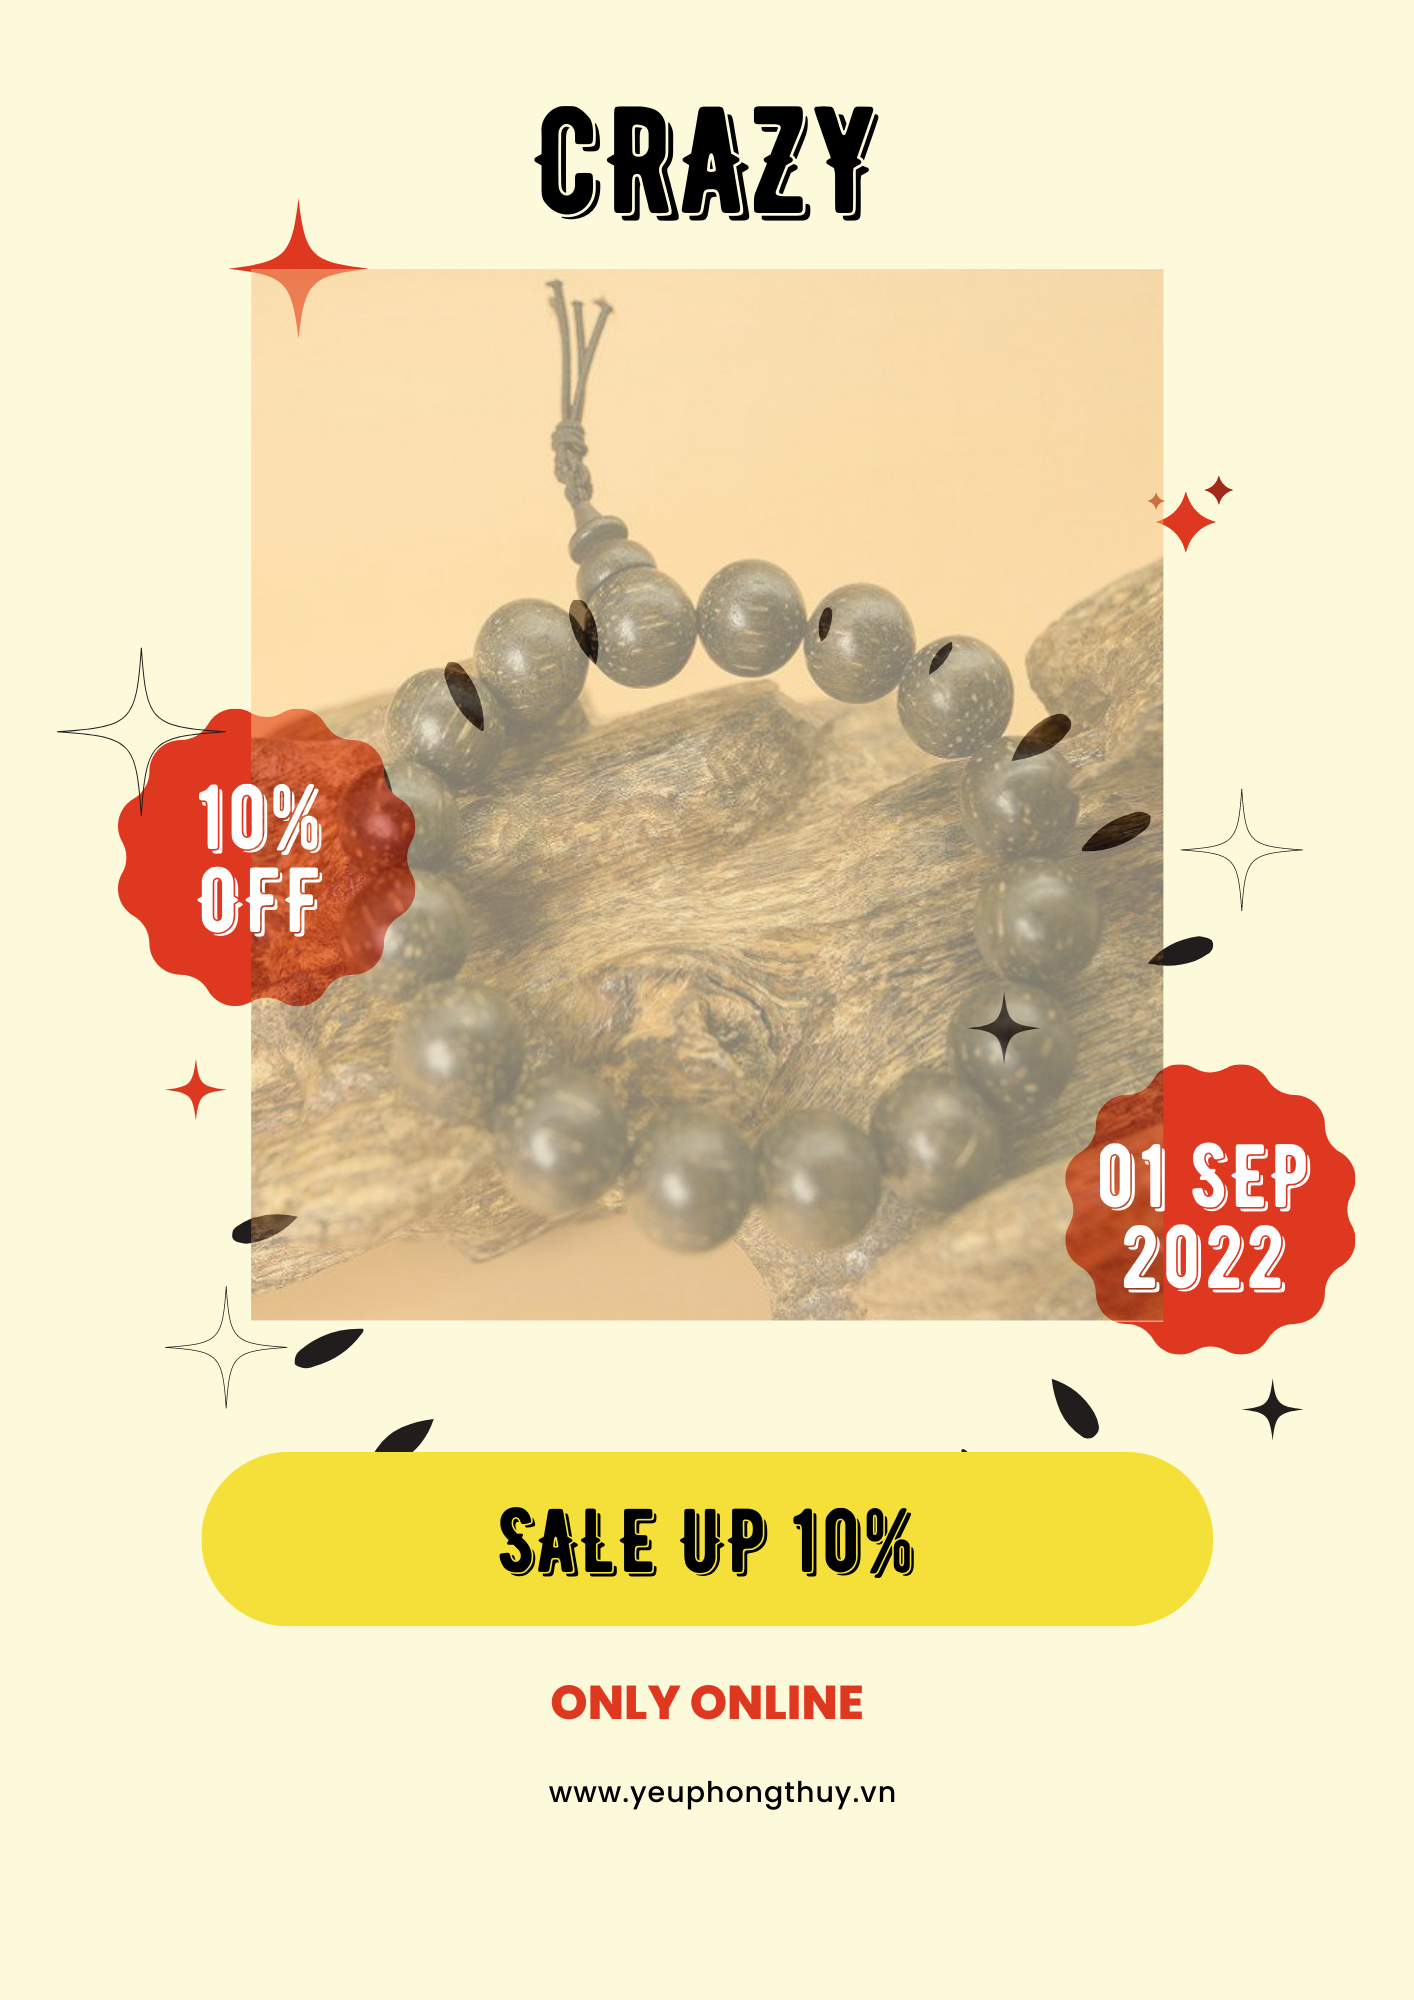 CRAZY
10%
OFF
01 SEP
2022
SALE UP 10%
ONLY ONLINE
www.yeuphongthuy.vn